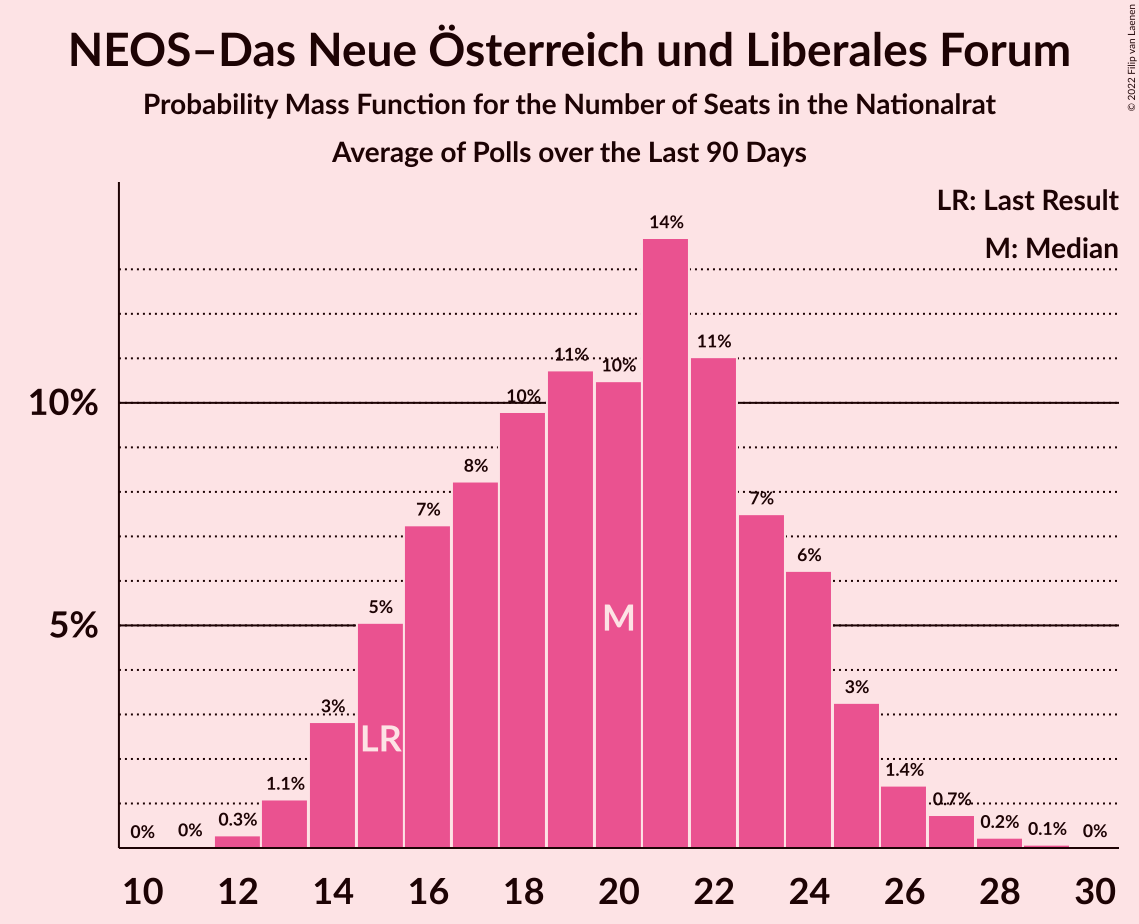 NEOS–Das Neue Österreich und Liberales Forum
Probability Mass Function for the Number of Seats in the Nationalrat
Average of Polls over the Last 90 Days
© 2022 Filip van Laenen
LR: Last Result
M: Median
10%
5%
0%
0%
0.3%
1.1%
3%
5%
7%
8%
10%
11%
10%
14%
11%
7%
6%
3%
1.4%
0.7%
0.2%
0.1%
0%
LR
M
10 12 14 16 18 20 22 24 26 28 30